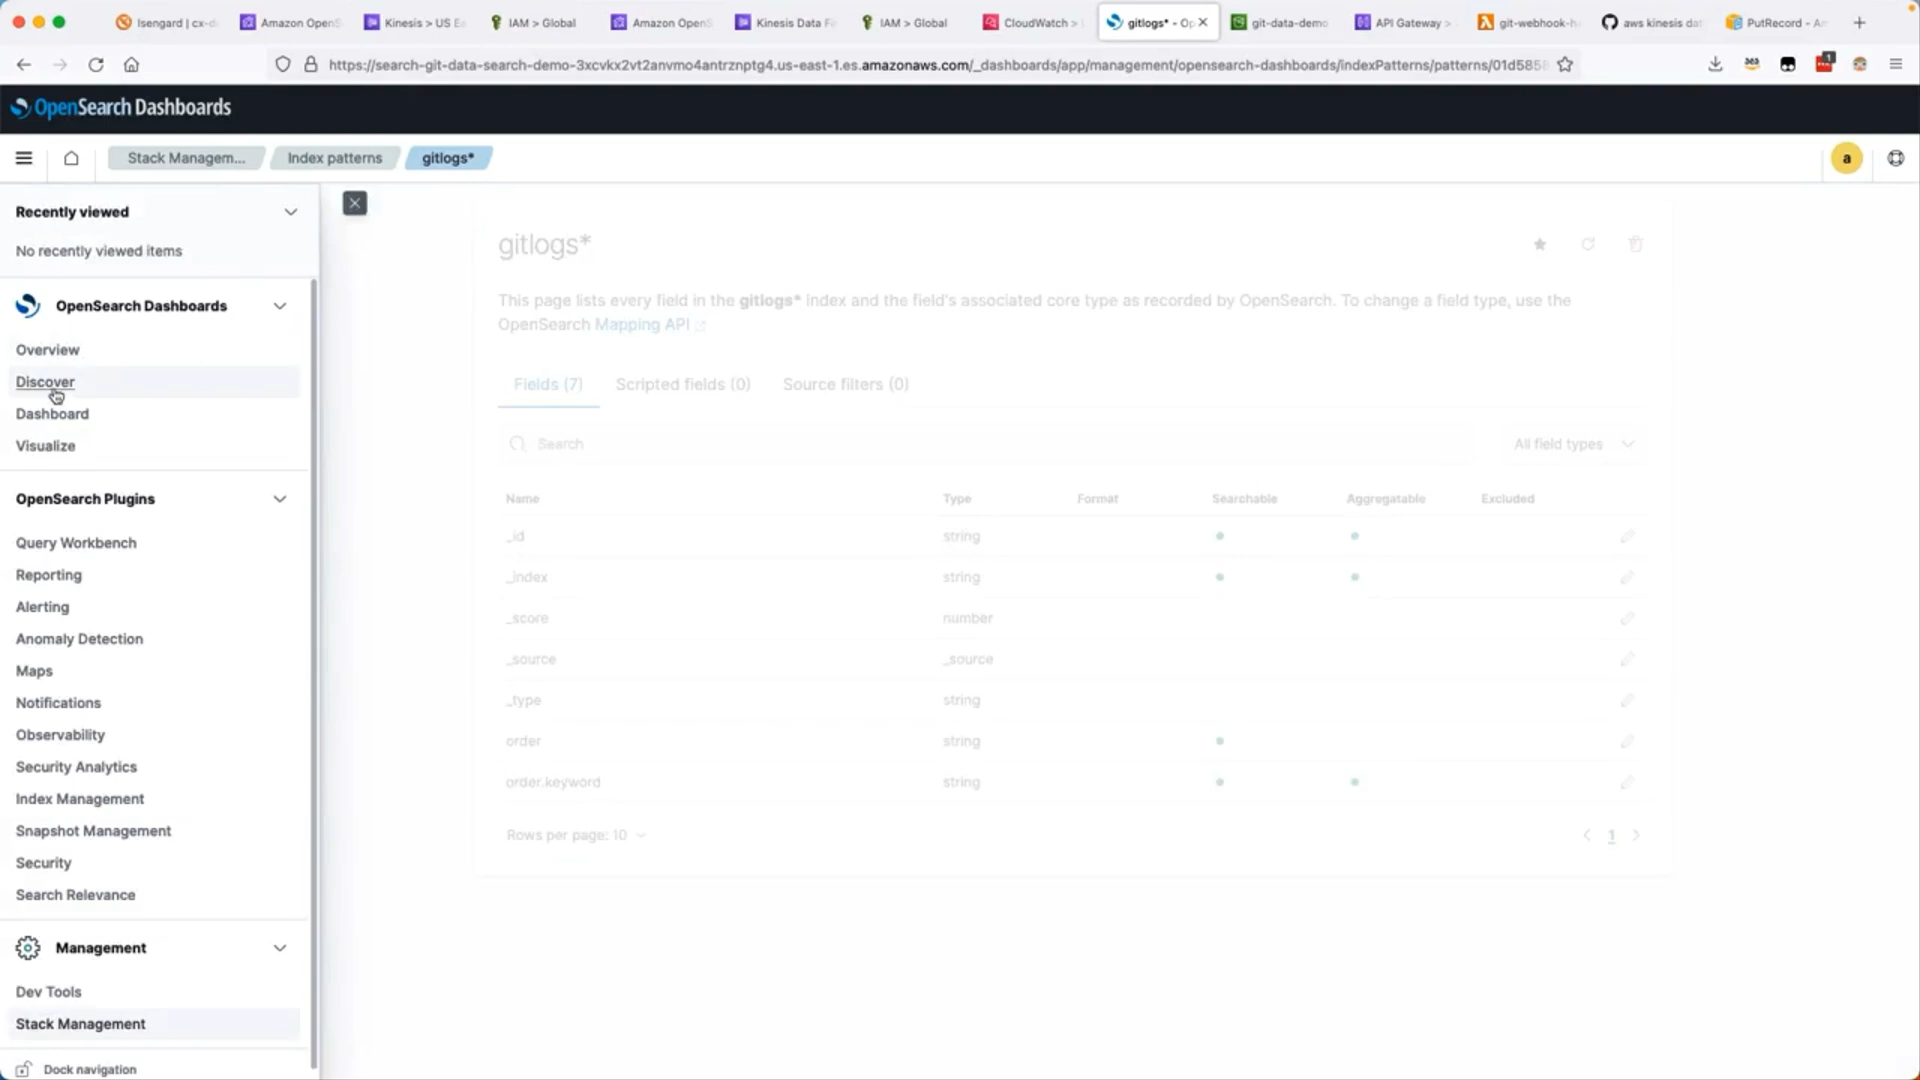 Isengard | cx-d
Amazon OpenS
Kinesis > US Ea
IAM > Global
Amazon OpenS
Kinesis Data Fi
IAM > Global
CloudWatch >
gitlogs* - Op
git-data-demo
API Gateway >
git-webhook-h
aws kinesis dat
PutRecord - Am
https://search-git-data-search-demo-3xcvkx2vt2anvmo4antrznptg4.us-east-1.es.amazonaws.com/_dashboards/app/management/opensearch-dashboards/indexPatterns/patterns/01d5858
1
OpenSearch Dashboards
Stack Managem...
Index patterns
gitlogs*
a
Recently viewed
No recently viewed items
OpenSearch Dashboards
Overview
Discover
Dashboard
Visualize
OpenSearch Plugins
Query Workbench
Reporting
Alerting
Anomaly Detection
Maps
Notifications
Observability
Security Analytics
Index Management
Snapshot Management
Security
Search Relevance
Management
Dev Tools
Stack Management
Dock navigation
gitlogs*
This page lists every field in the gitlogs* index and the field's associated core type as recorded by OpenSearch. To change a field type, use the
OpenSearch Mapping API
Fields (7)
Scripted fields (0)
Source filters (0)
Search
All field types
Name Type Format Searchable Aggregatable Excluded
_id string
_index string
_score number
_source _source
_type string
order string
order.keyword string
Rows per page: 10
1